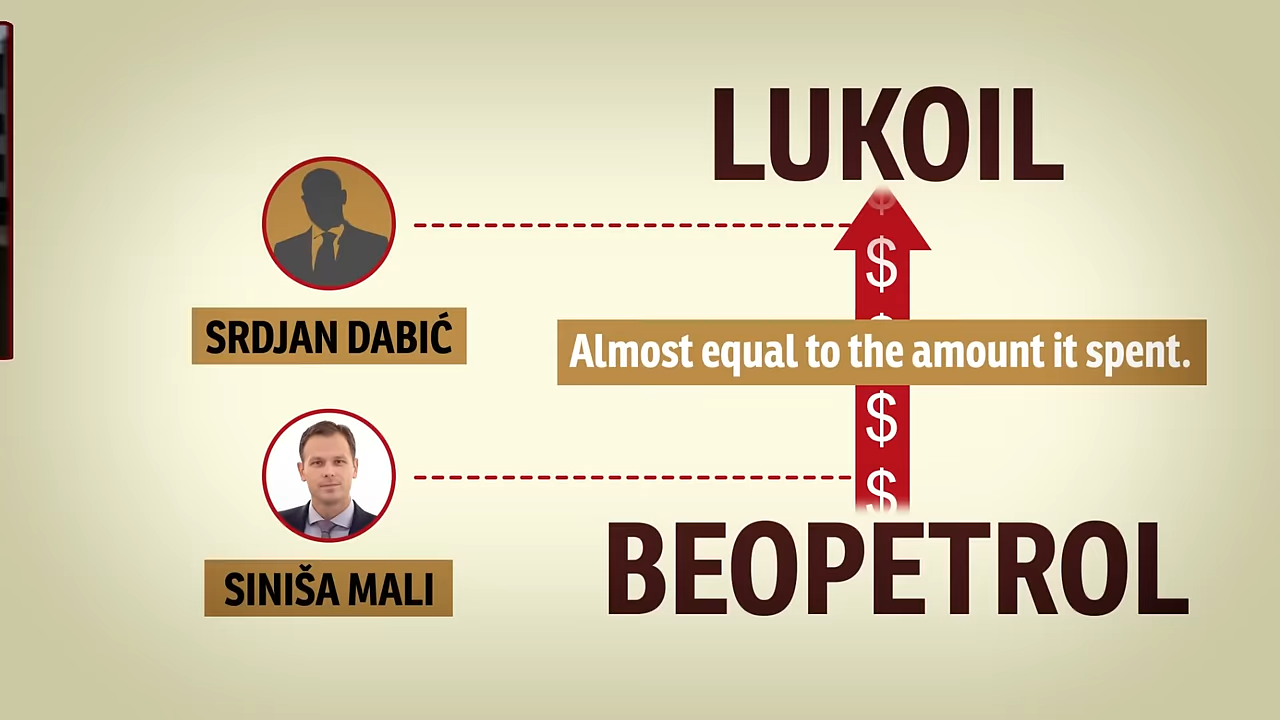 LUKOIL
SRDJAN DABIĆ
Almost equal to the amount it spent.
$
$
$
SINIŠA MALI
BEOPETROL